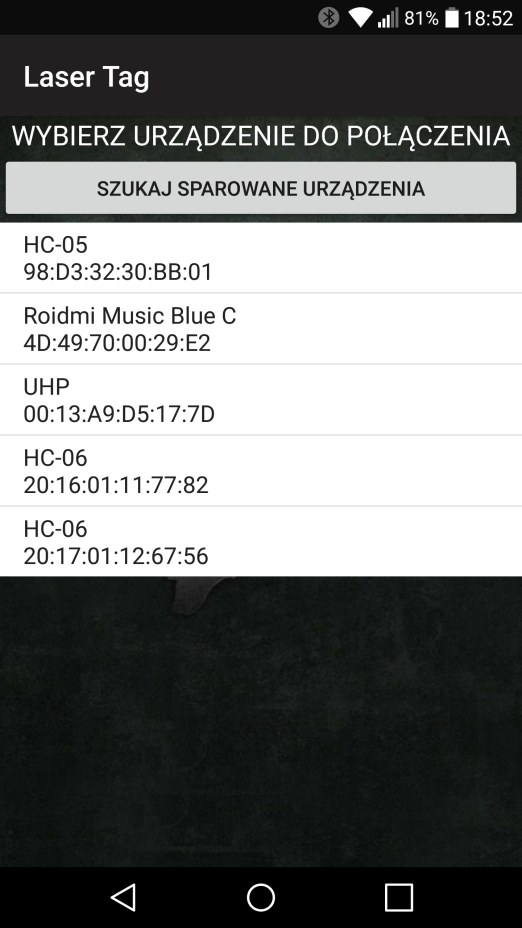 81% 18:52
Laser Tag
WYBIERZ URZĄDZENIE DO POŁĄCZENIA
SZUKAJ SPAROWANE URZĄDZENIA
HC-05
98:D3:32:30:BB:01
Roidmi Music Blue C
4D:49:70:00:29:E2
UHP
00:13:A9:D5:17:7D
HC-06
20:16:01:11:77:82
HC-06
20:17:01:12:67:56